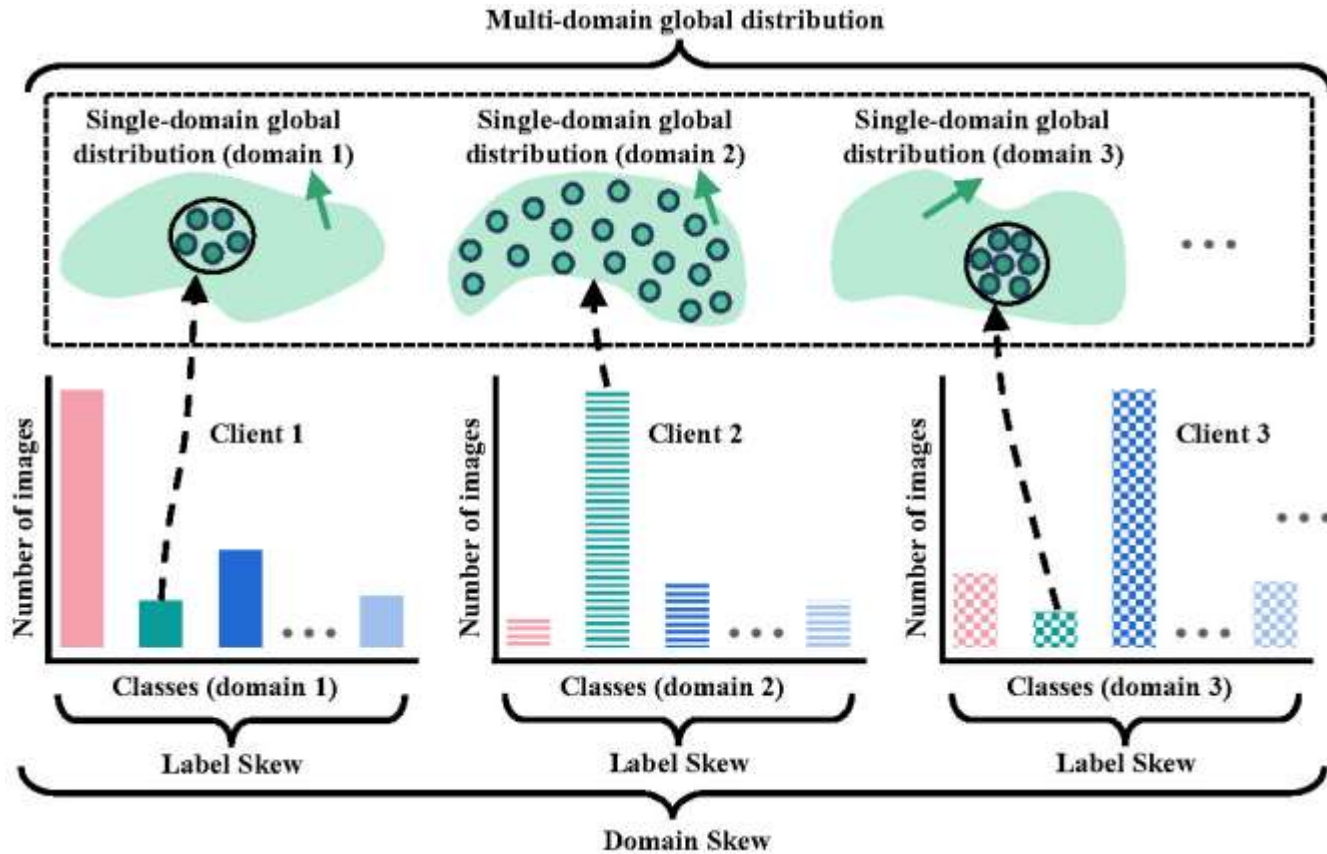 Multi-domain global distribution
Single-domain global
distribution (domain 1)
Single-domain global
distribution (domain 2)
Single-domain global
distribution (domain 3)
Number of images
Client 1
Classes (domain 1)
Label Skew
Number of images
Client 2
Classes (domain 2)
Label Skew
Number of images
Client 3
Classes (domain 3)
Label Skew
Domain Skew